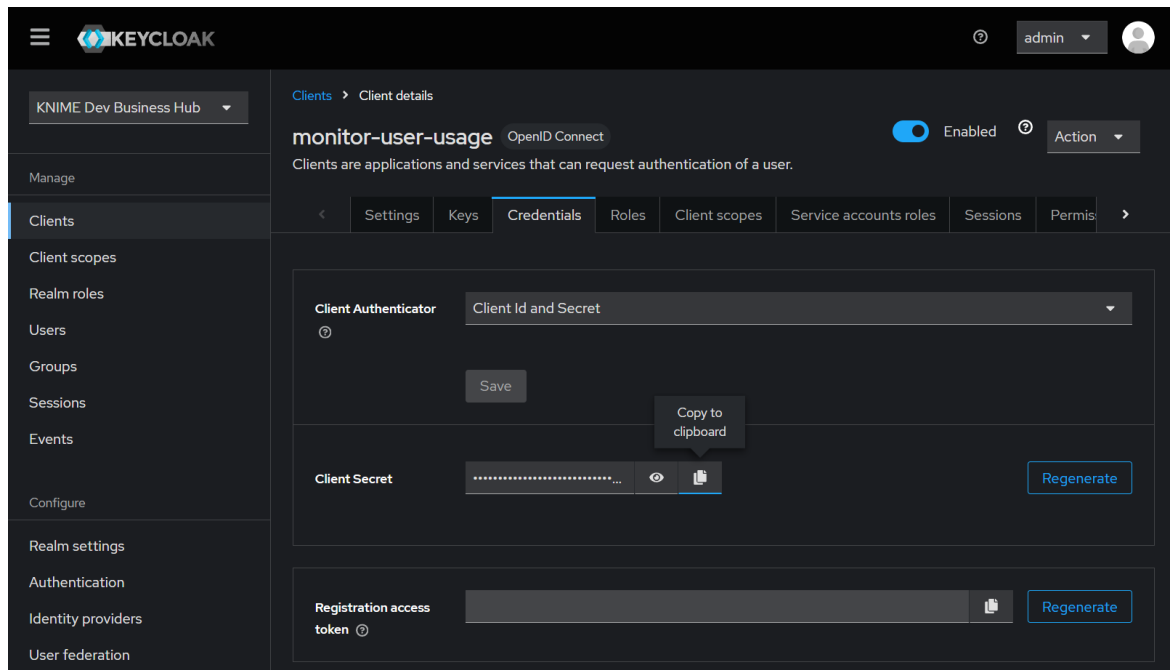 KEYCLOAK
admin
KNIME Dev Business Hub
Manage
Clients
Client scopes
Realm roles
Users
Groups
Sessions
Events
Configure
Realm settings
Authentication
Identity providers
User federation
Clients > Client details
monitor-user-usage OpenID Connect
Enabled
Action
Clients are applications and services that can request authentication of a user.
Settings Keys Credentials Roles Client scopes Service accounts roles Sessions Permis
Client Authenticator
Client Id and Secret
Save
Copy to
clipboard
Client Secret
••••••••••••••••••••••••••••...
Regenerate
Registration access
token
Regenerate